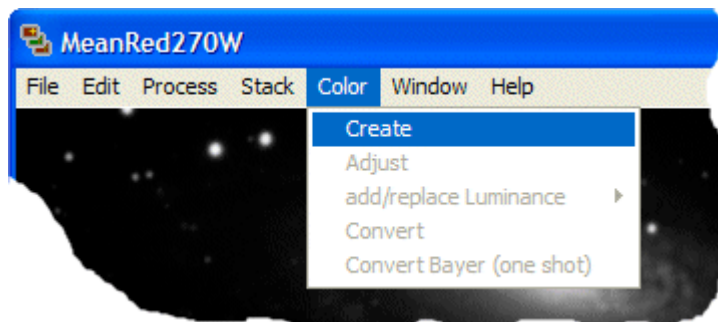 MeanRed270W
File Edit Process Stack Color Window Help
Create
Adjust
add/replace Luminance
Convert
Convert Bayer (one shot)